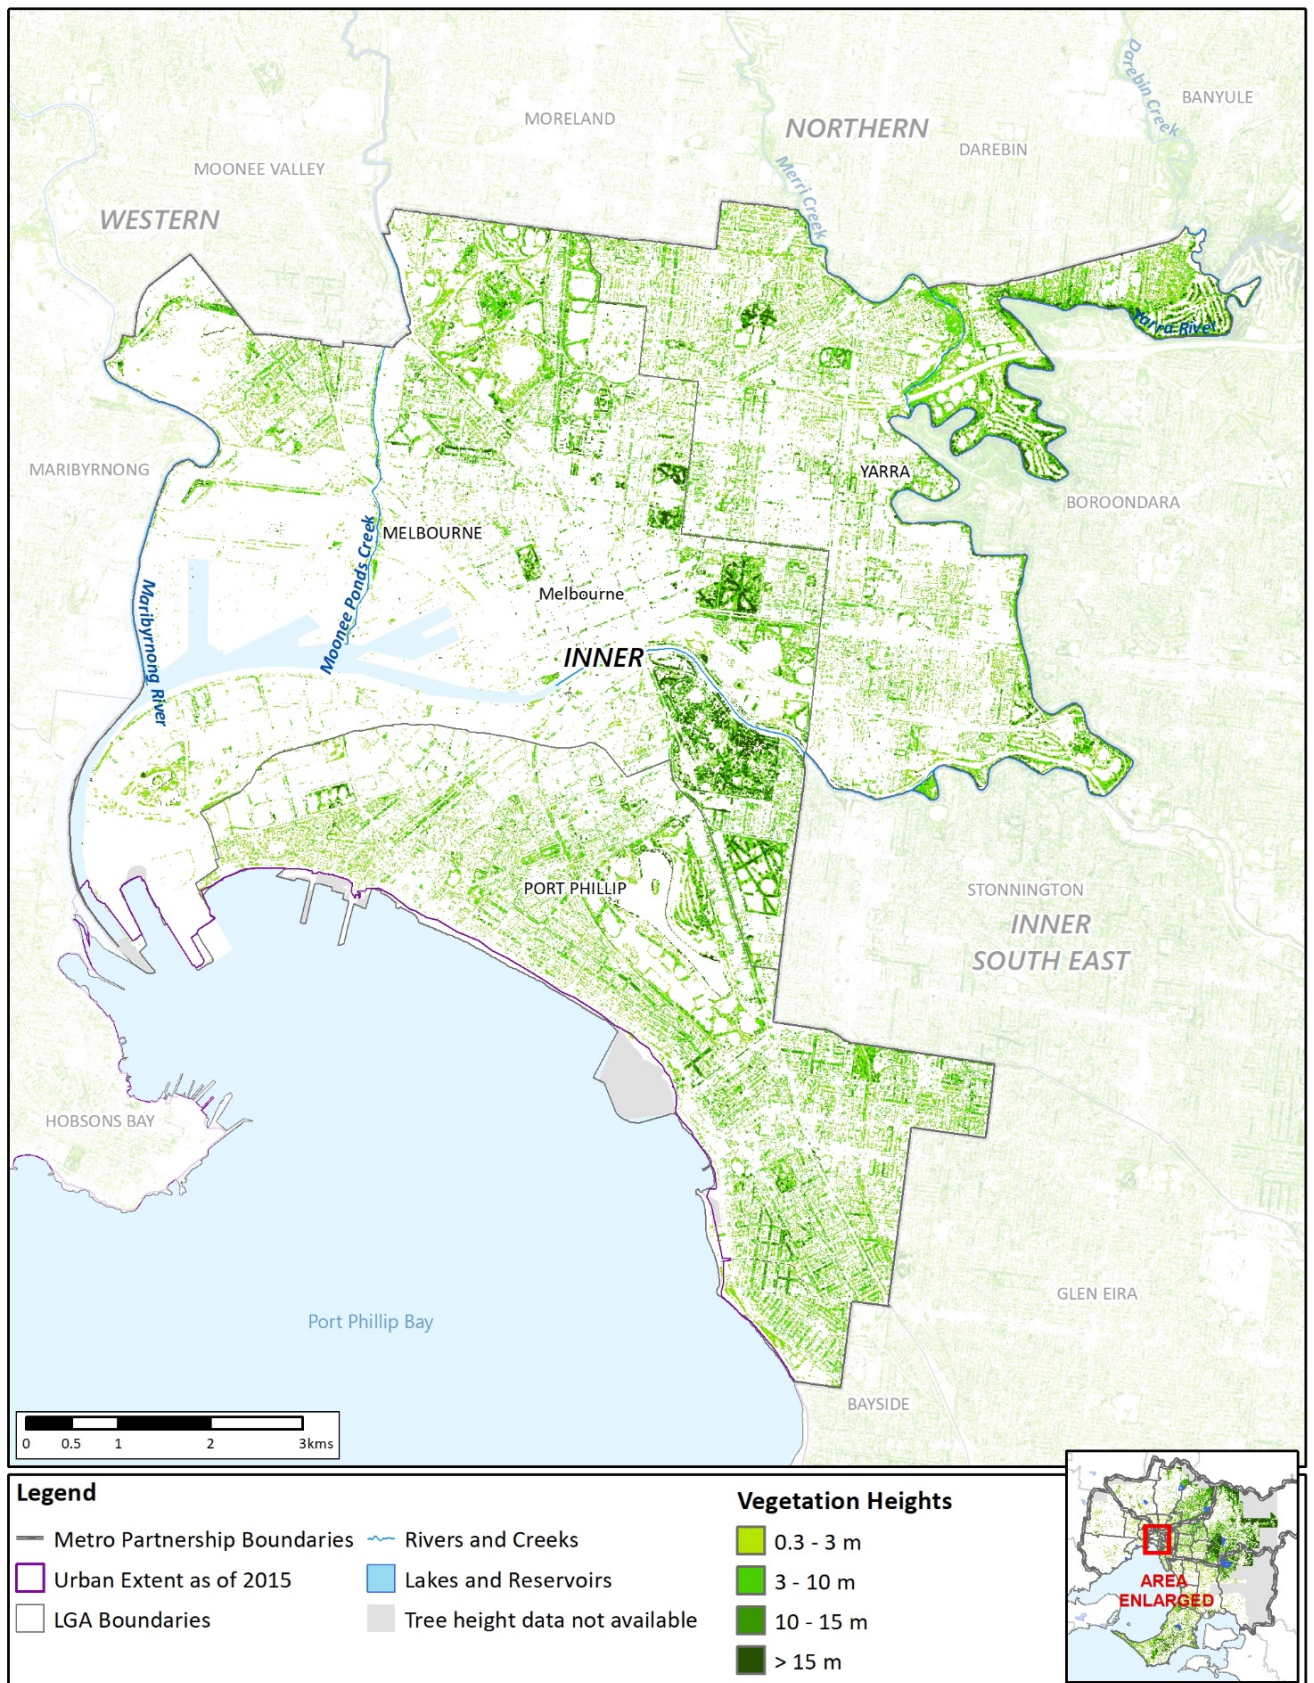 MORELAND
NORTHERN
Darebin Creek
BANYULE
DAREBIN
MOONEE VALLEY
Merri Creek
WESTERN
Yarra River
MARIBYRNONG
YARRA
BOROONDARA
MELBOURNE
Moonee Ponds Creek
Maribyrnong River
Melbourne
INNER
PORT PHILLIP
STONNINGTON
INNER
SOUTH EAST
HOBSONS BAY
GLEN EIRA
Port Phillip Bay
BAYSIDE
0 0.5 1 2 3kms
Legend
Metro Partnership Boundaries
Urban Extent as of 2015
LGA Boundaries
Rivers and Creeks
Lakes and Reservoirs
Tree height data not available
Vegetation Heights
0.3 - 3 m
3 - 10 m
10 - 15 m
> 15 m
AREA
ENLARGED